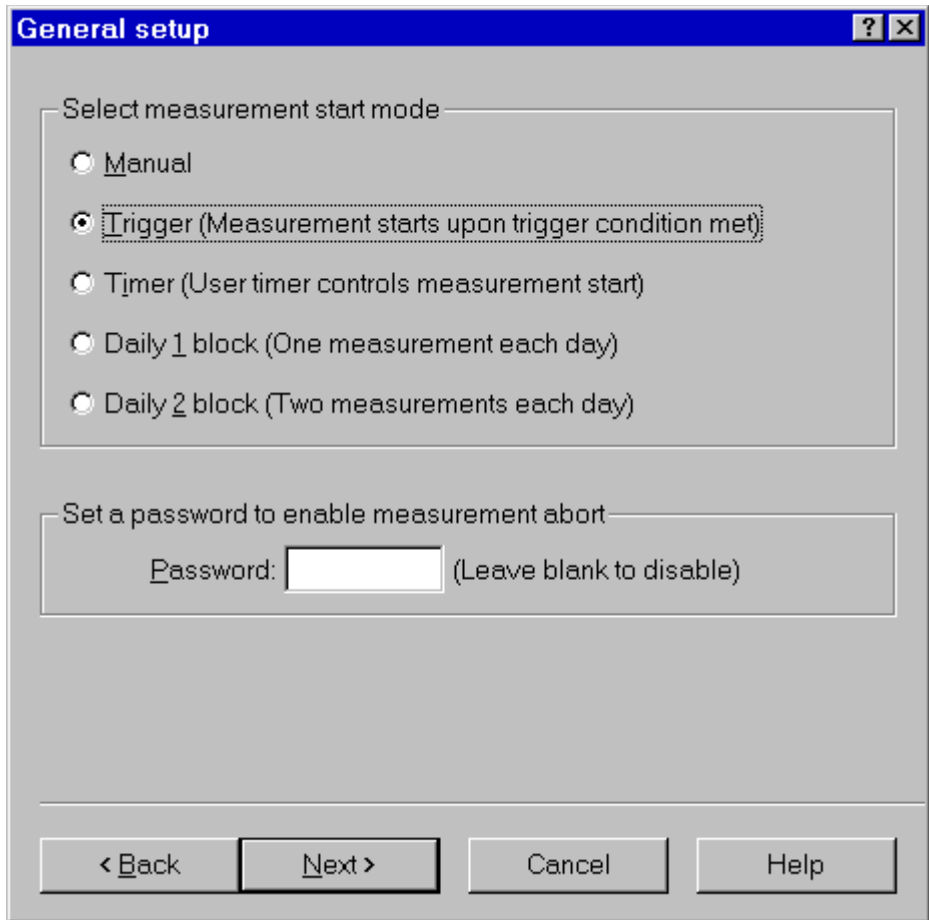 General setup
Select measurement start mode
Manual
Trigger (Measurement starts upon trigger condition met)
Timer (User timer controls measurement start)
Daily 1 block (One measurement each day)
Daily 2 block (Two measurements each day)
Set a password to enable measurement abort
Password: (Leave blank to disable)
< Back Next > Cancel Help